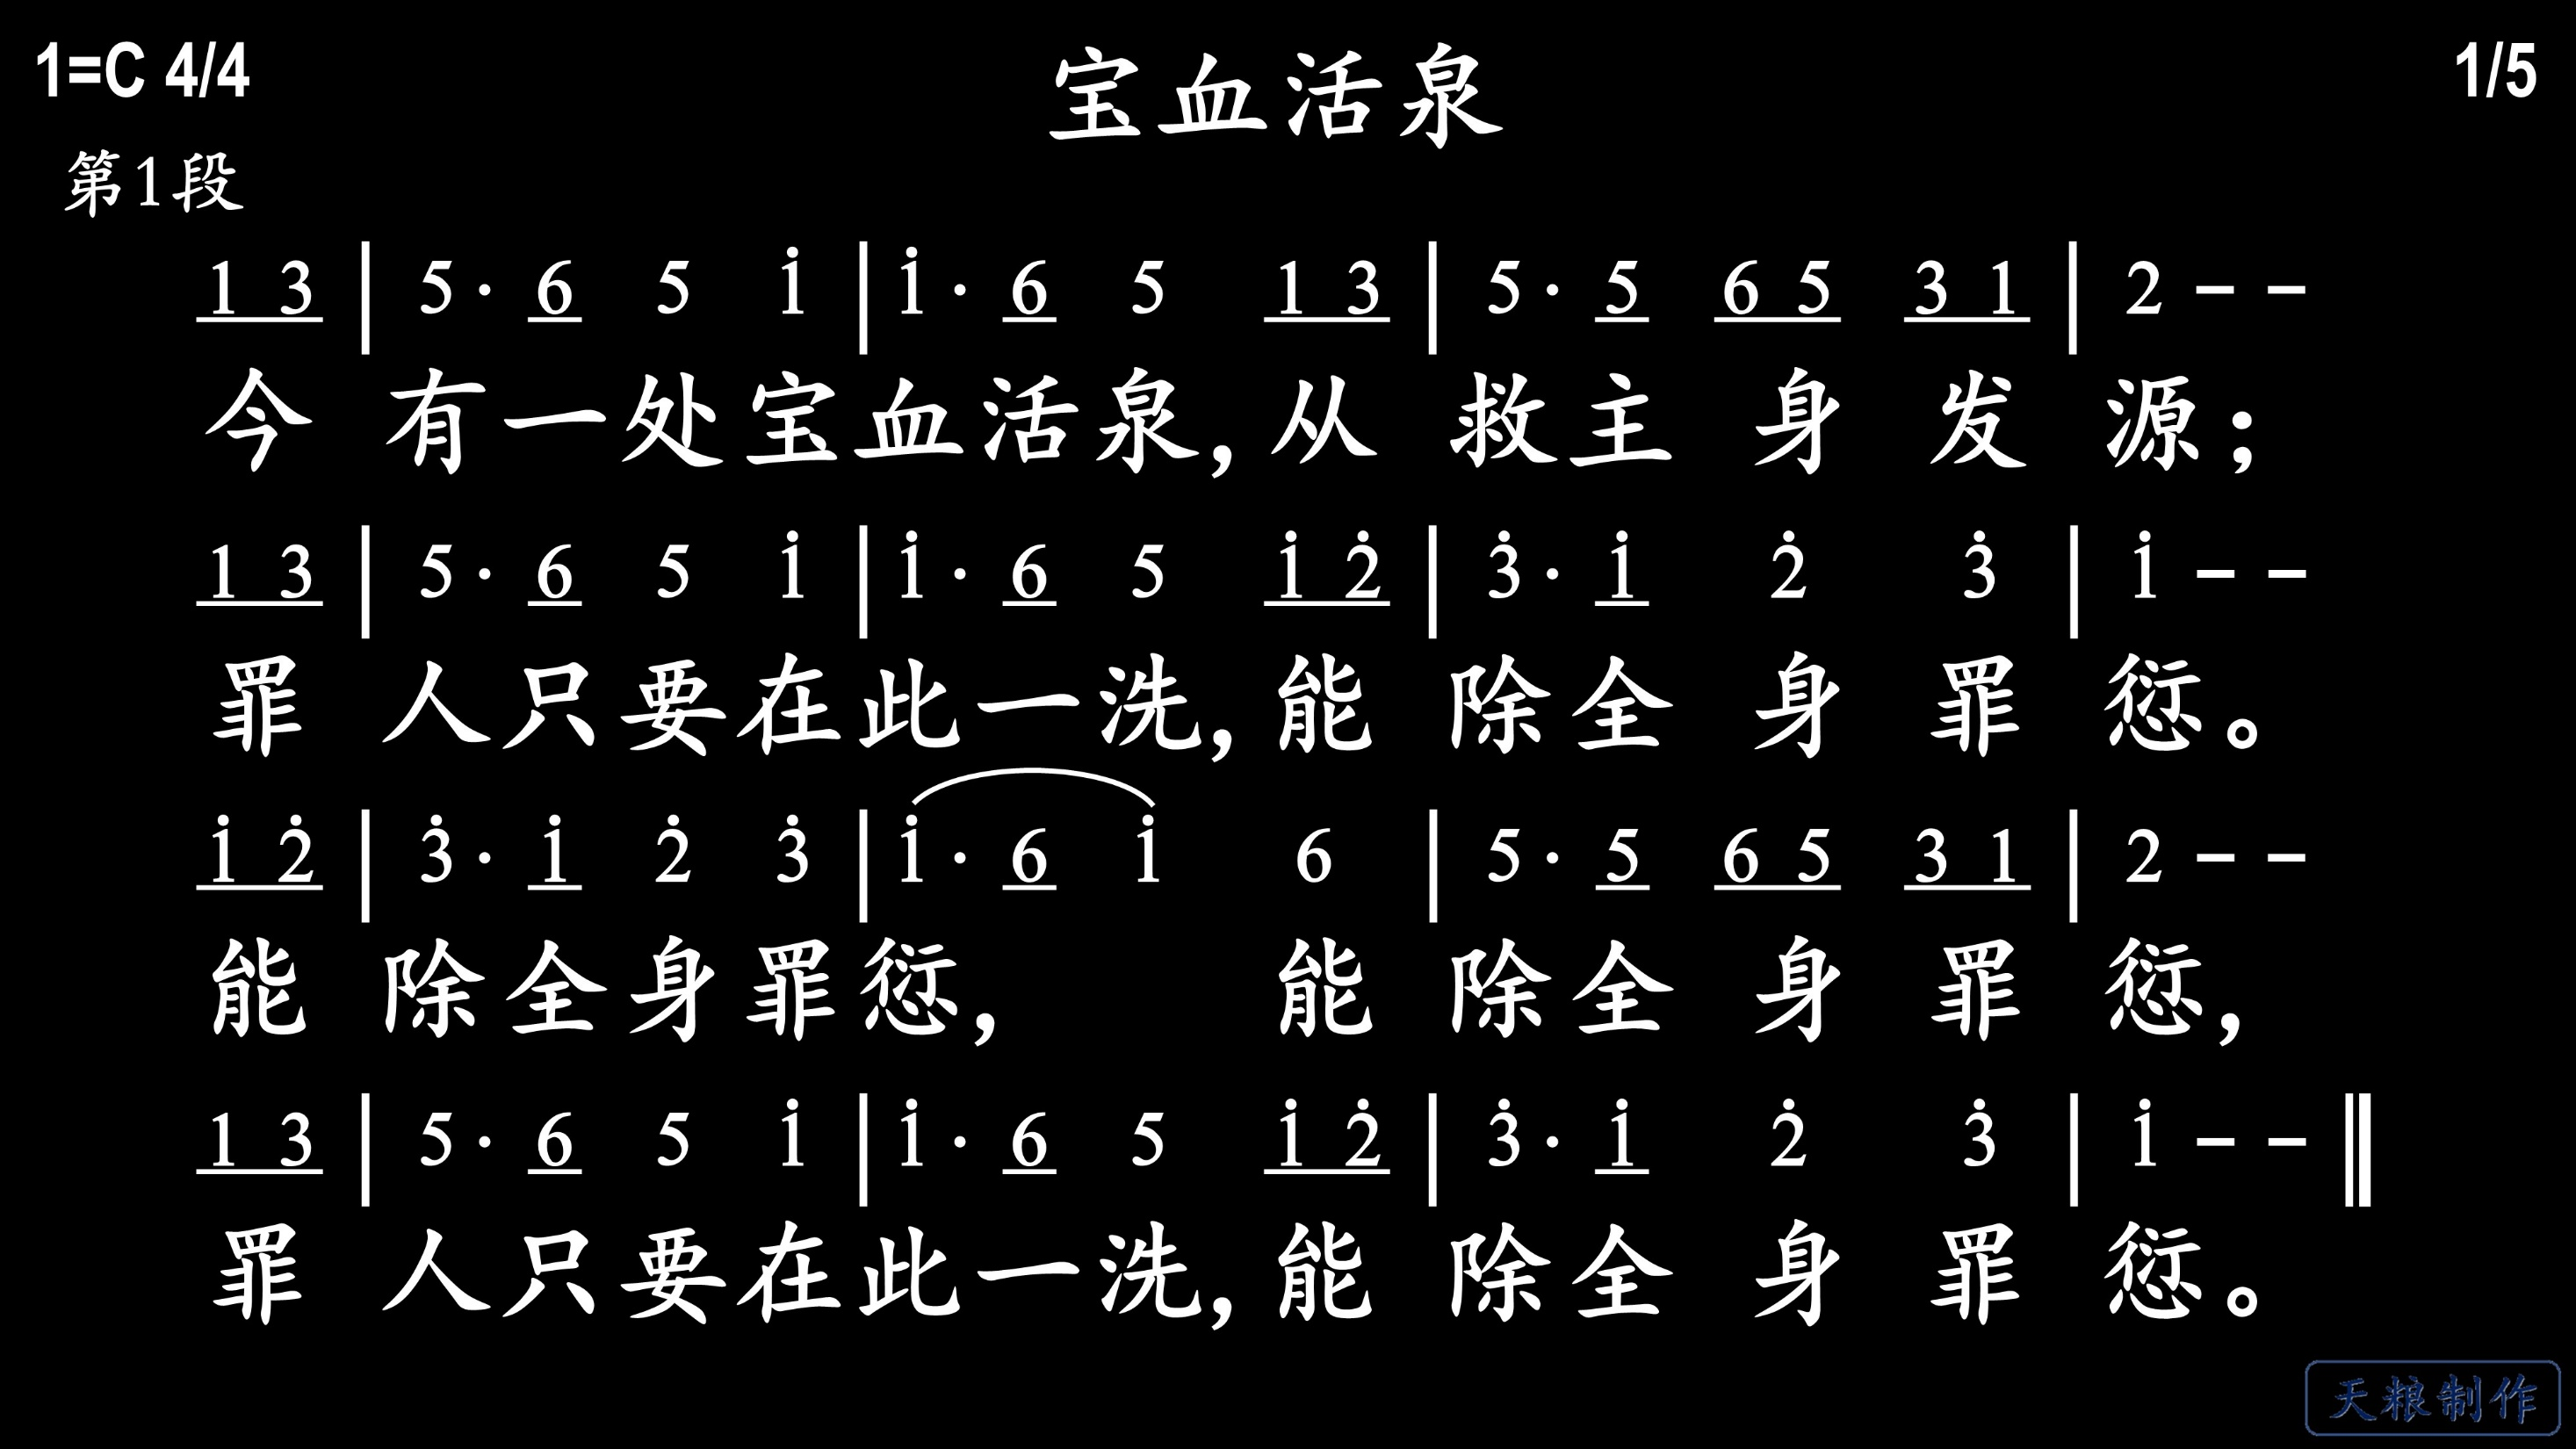 1=C 4/4
宝血活泉
1/5
第1段
1 3 | 5· 6 5 i | i· 6 5 1 3 | 5· 5 6 5 3 1 | 2 – –
今有一处宝血活泉,从救主身发源;
1 3 | 5· 6 5 i | i· 6 5 i 2̇ | 3̇· i 2̇ 3̇ | i – –
罪人只要在此一洗,能除全身罪愆。
i 2̇ | 3̇· i 2̇ 3̇ | i· 6 i 6 | 5· 5 6 5 3 1 | 2 – –
能除全身罪愆,能除全身罪愆,
1 3 | 5· 6 5 i | i· 6 5 i 2̇ | 3̇· i 2̇ 3̇ | i – – ‖
罪人只要在此一洗,能除全身罪愆。
天粮制作